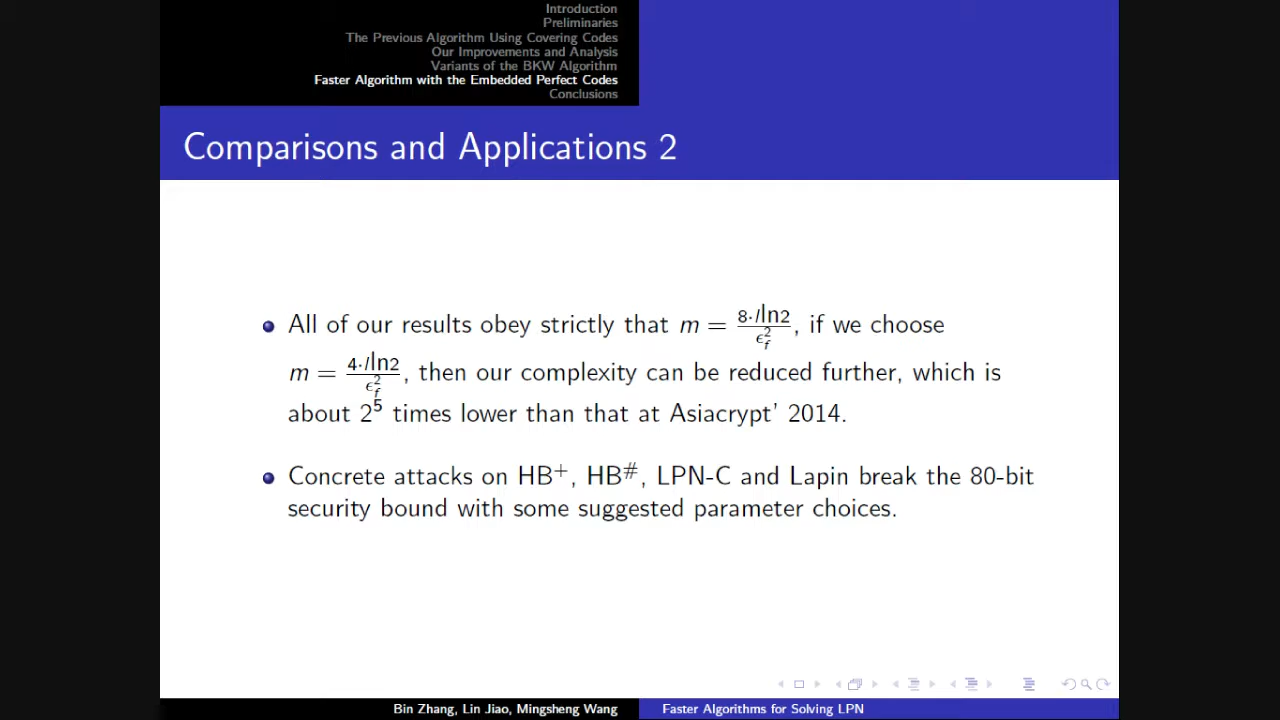 Introduction
Preliminaries
The Previous Algorithm Using Covering Codes
Our Improvements and Analysis
Variants of the BKW Algorithm
Faster Algorithm with the Embedded Perfect Codes
Conclusions
Comparisons and Applications 2
All of our results obey strictly that m = \frac{8·l ln2}{ϵ_f^2}, if we choose
m = \frac{4·l ln2}{ϵ_f^2}, then our complexity can be reduced further, which is
about 2^5 times lower than that at Asiacrypt' 2014.
Concrete attacks on HB^+, HB^#, LPN-C and Lapin break the 80-bit
security bound with some suggested parameter choices.
Bin Zhang, Lin Jiao, Mingsheng Wang
Faster Algorithms for Solving LPN